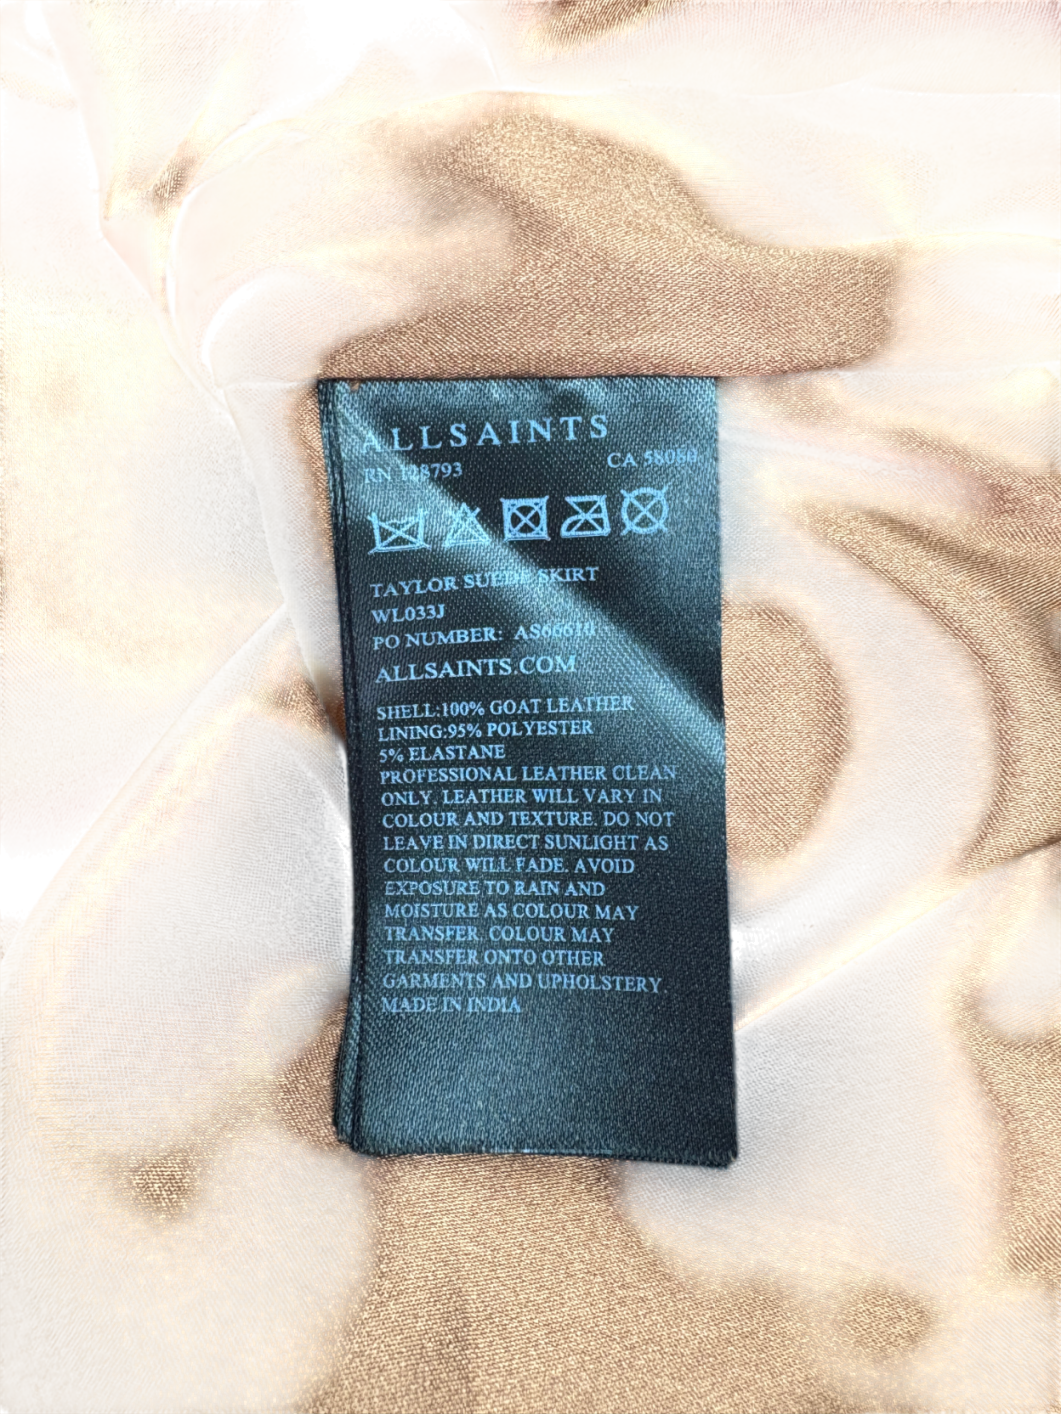 ALLSAINTS
RN 128793 CA
TAYLOR SUEDE SKIRT
WL033J
PO NUMBER: AS66610
ALLSAINTS.COM
SHELL:100% GOAT LEATHER
LINING:95% POLYESTER
5% ELASTANE
PROFESSIONAL LEATHER CLEAN
ONLY. LEATHER WILL VARY IN
COLOUR AND TEXTURE. DO NOT
LEAVE IN DIRECT SUNLIGHT AS
COLOUR WILL FADE. AVOID
EXPOSURE TO RAIN AND
MOISTURE AS COLOUR MAY
TRANSFER. COLOUR MAY
TRANSFER ONTO OTHER
GARMENTS AND UPHOLSTERY.
MADE IN INDIA